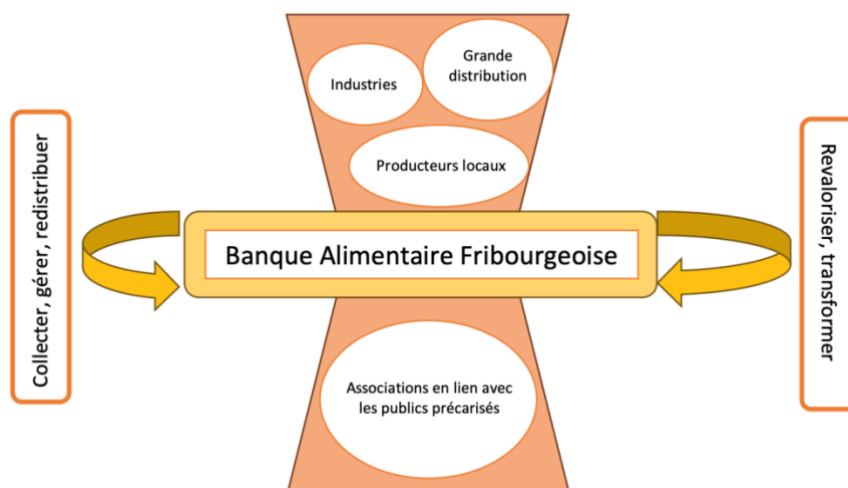 Grande
distribution
Industries
Producteurs locaux
Collecter, gérer, redistribuer
Banque Alimentaire Fribourgeoise
Revaloriser, transformer
Associations en lien avec
les publics précarisés